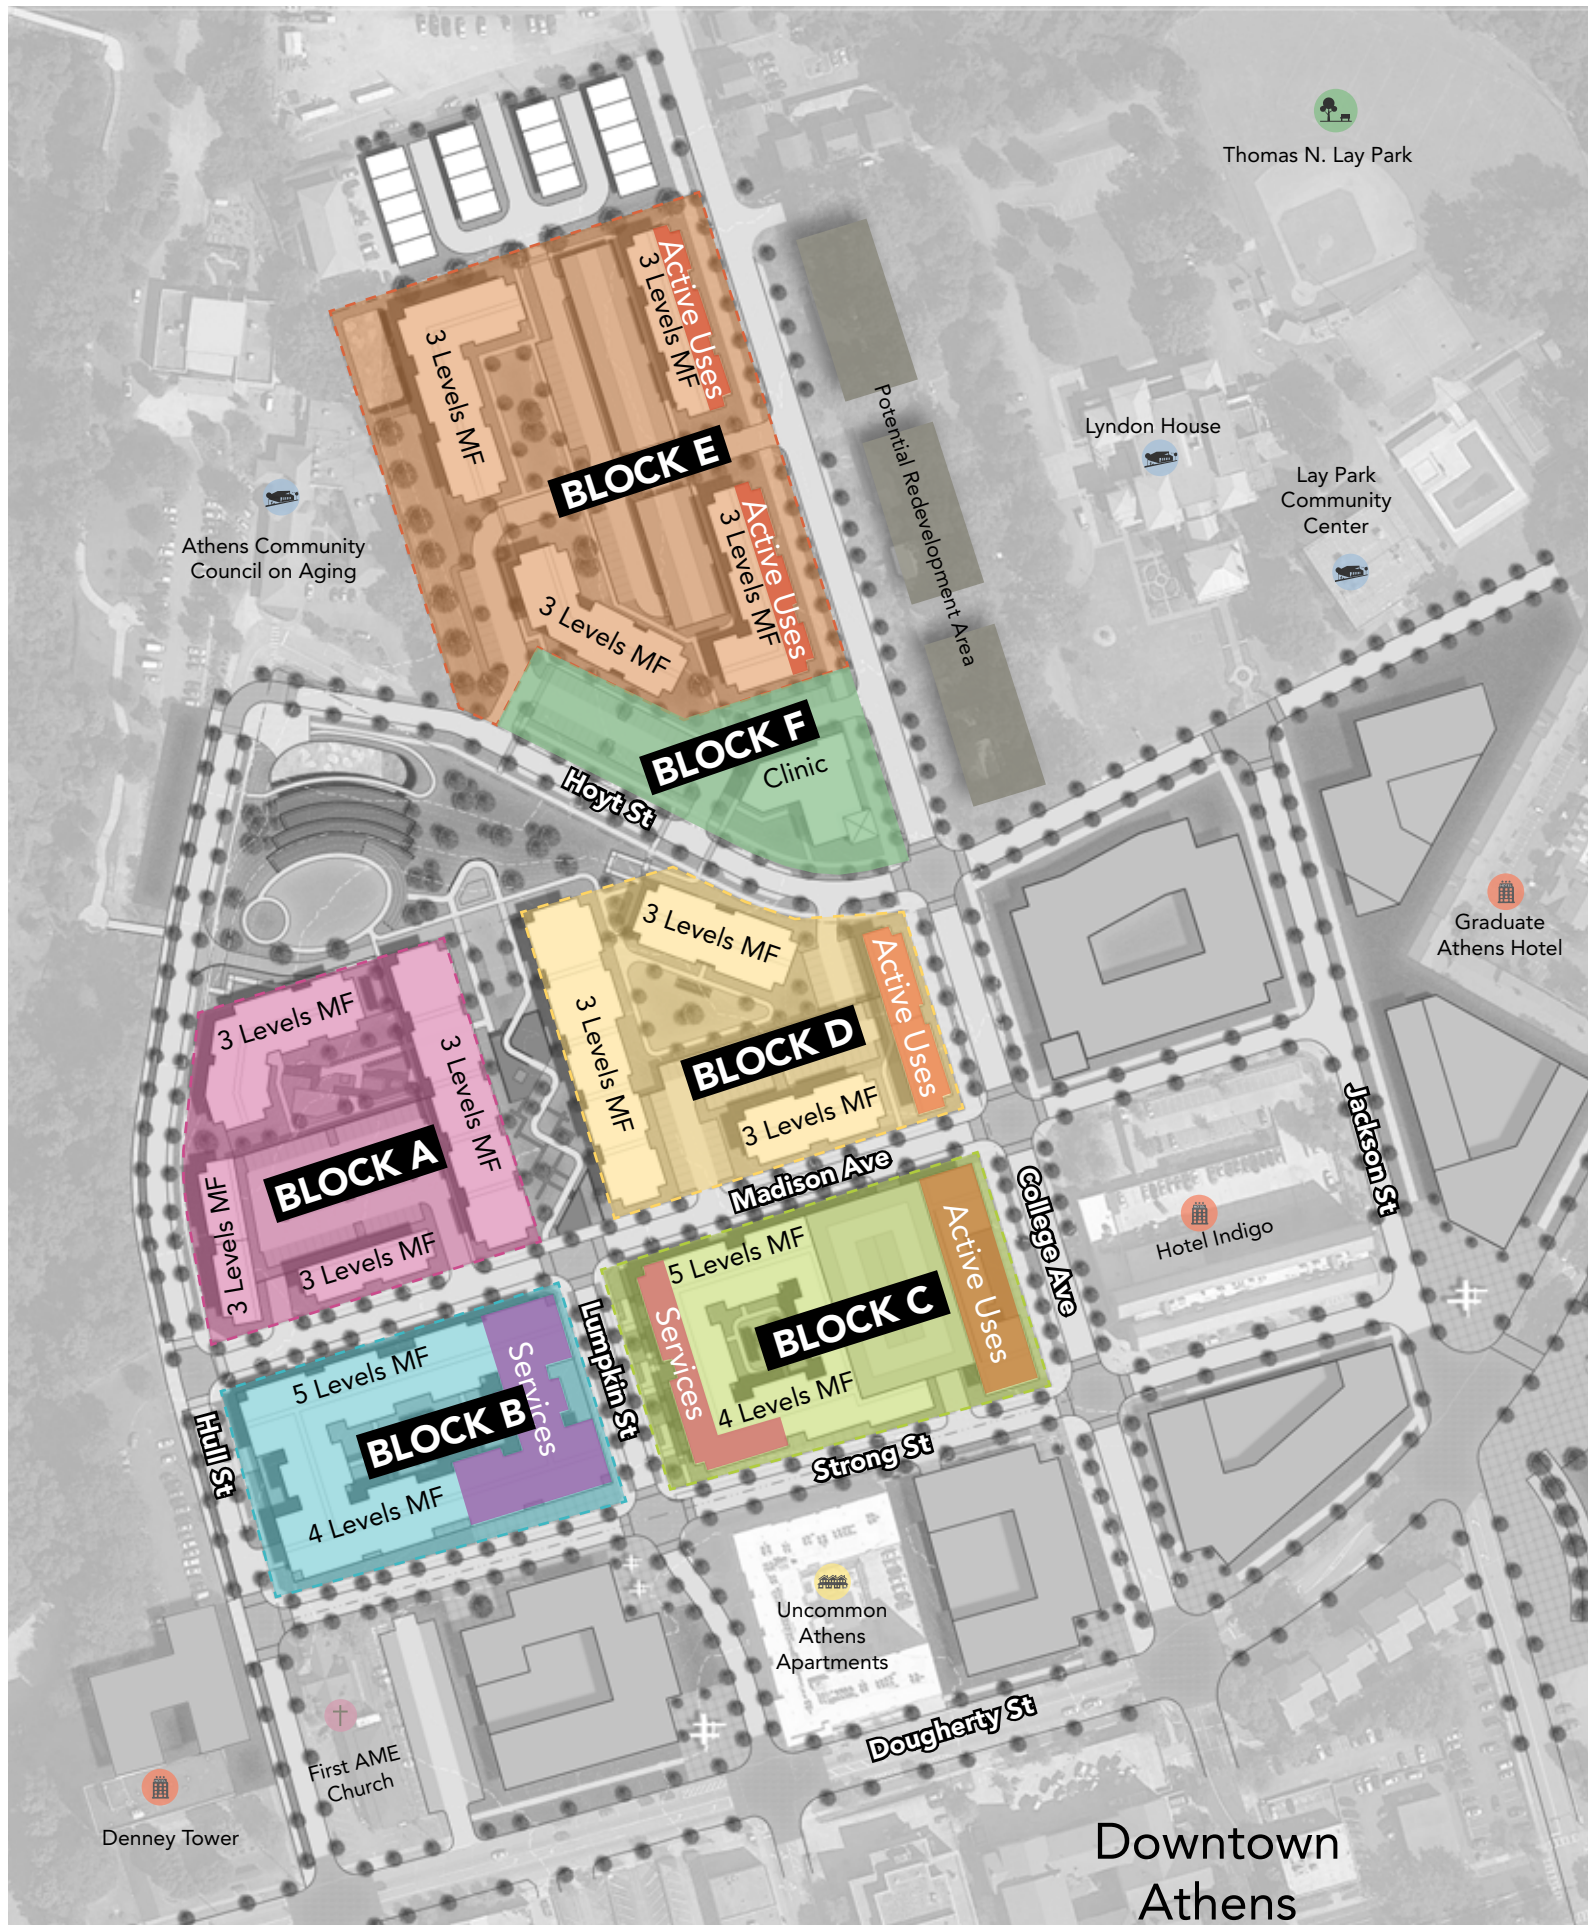 Thomas N. Lay Park
Active Uses
3 Levels MF
3 Levels MF
BLOCK E
Potential Redevelopment Area
Lyndon House
Lay Park
Community
Center
Athens Community
Council on Aging
Active Uses
3 Levels MF
3 Levels MF
BLOCK F
Clinic
Hoyt St
Graduate
Athens Hotel
3 Levels MF
3 Levels MF
Active Uses
BLOCK D
3 Levels MF
3 Levels MF
3 Levels MF
BLOCK A
3 Levels MF
3 Levels MF
Madison Ave
College Ave
Jackson St
Hotel Indigo
5 Levels MF
Services
BLOCK C
Active Uses
4 Levels MF
Lumpkin St
5 Levels MF
Services
BLOCK B
4 Levels MF
Hull St
Strong St
Uncommon
Athens
Apartments
Dougherty St
First AME
Church
Denney Tower
Downtown
Athens